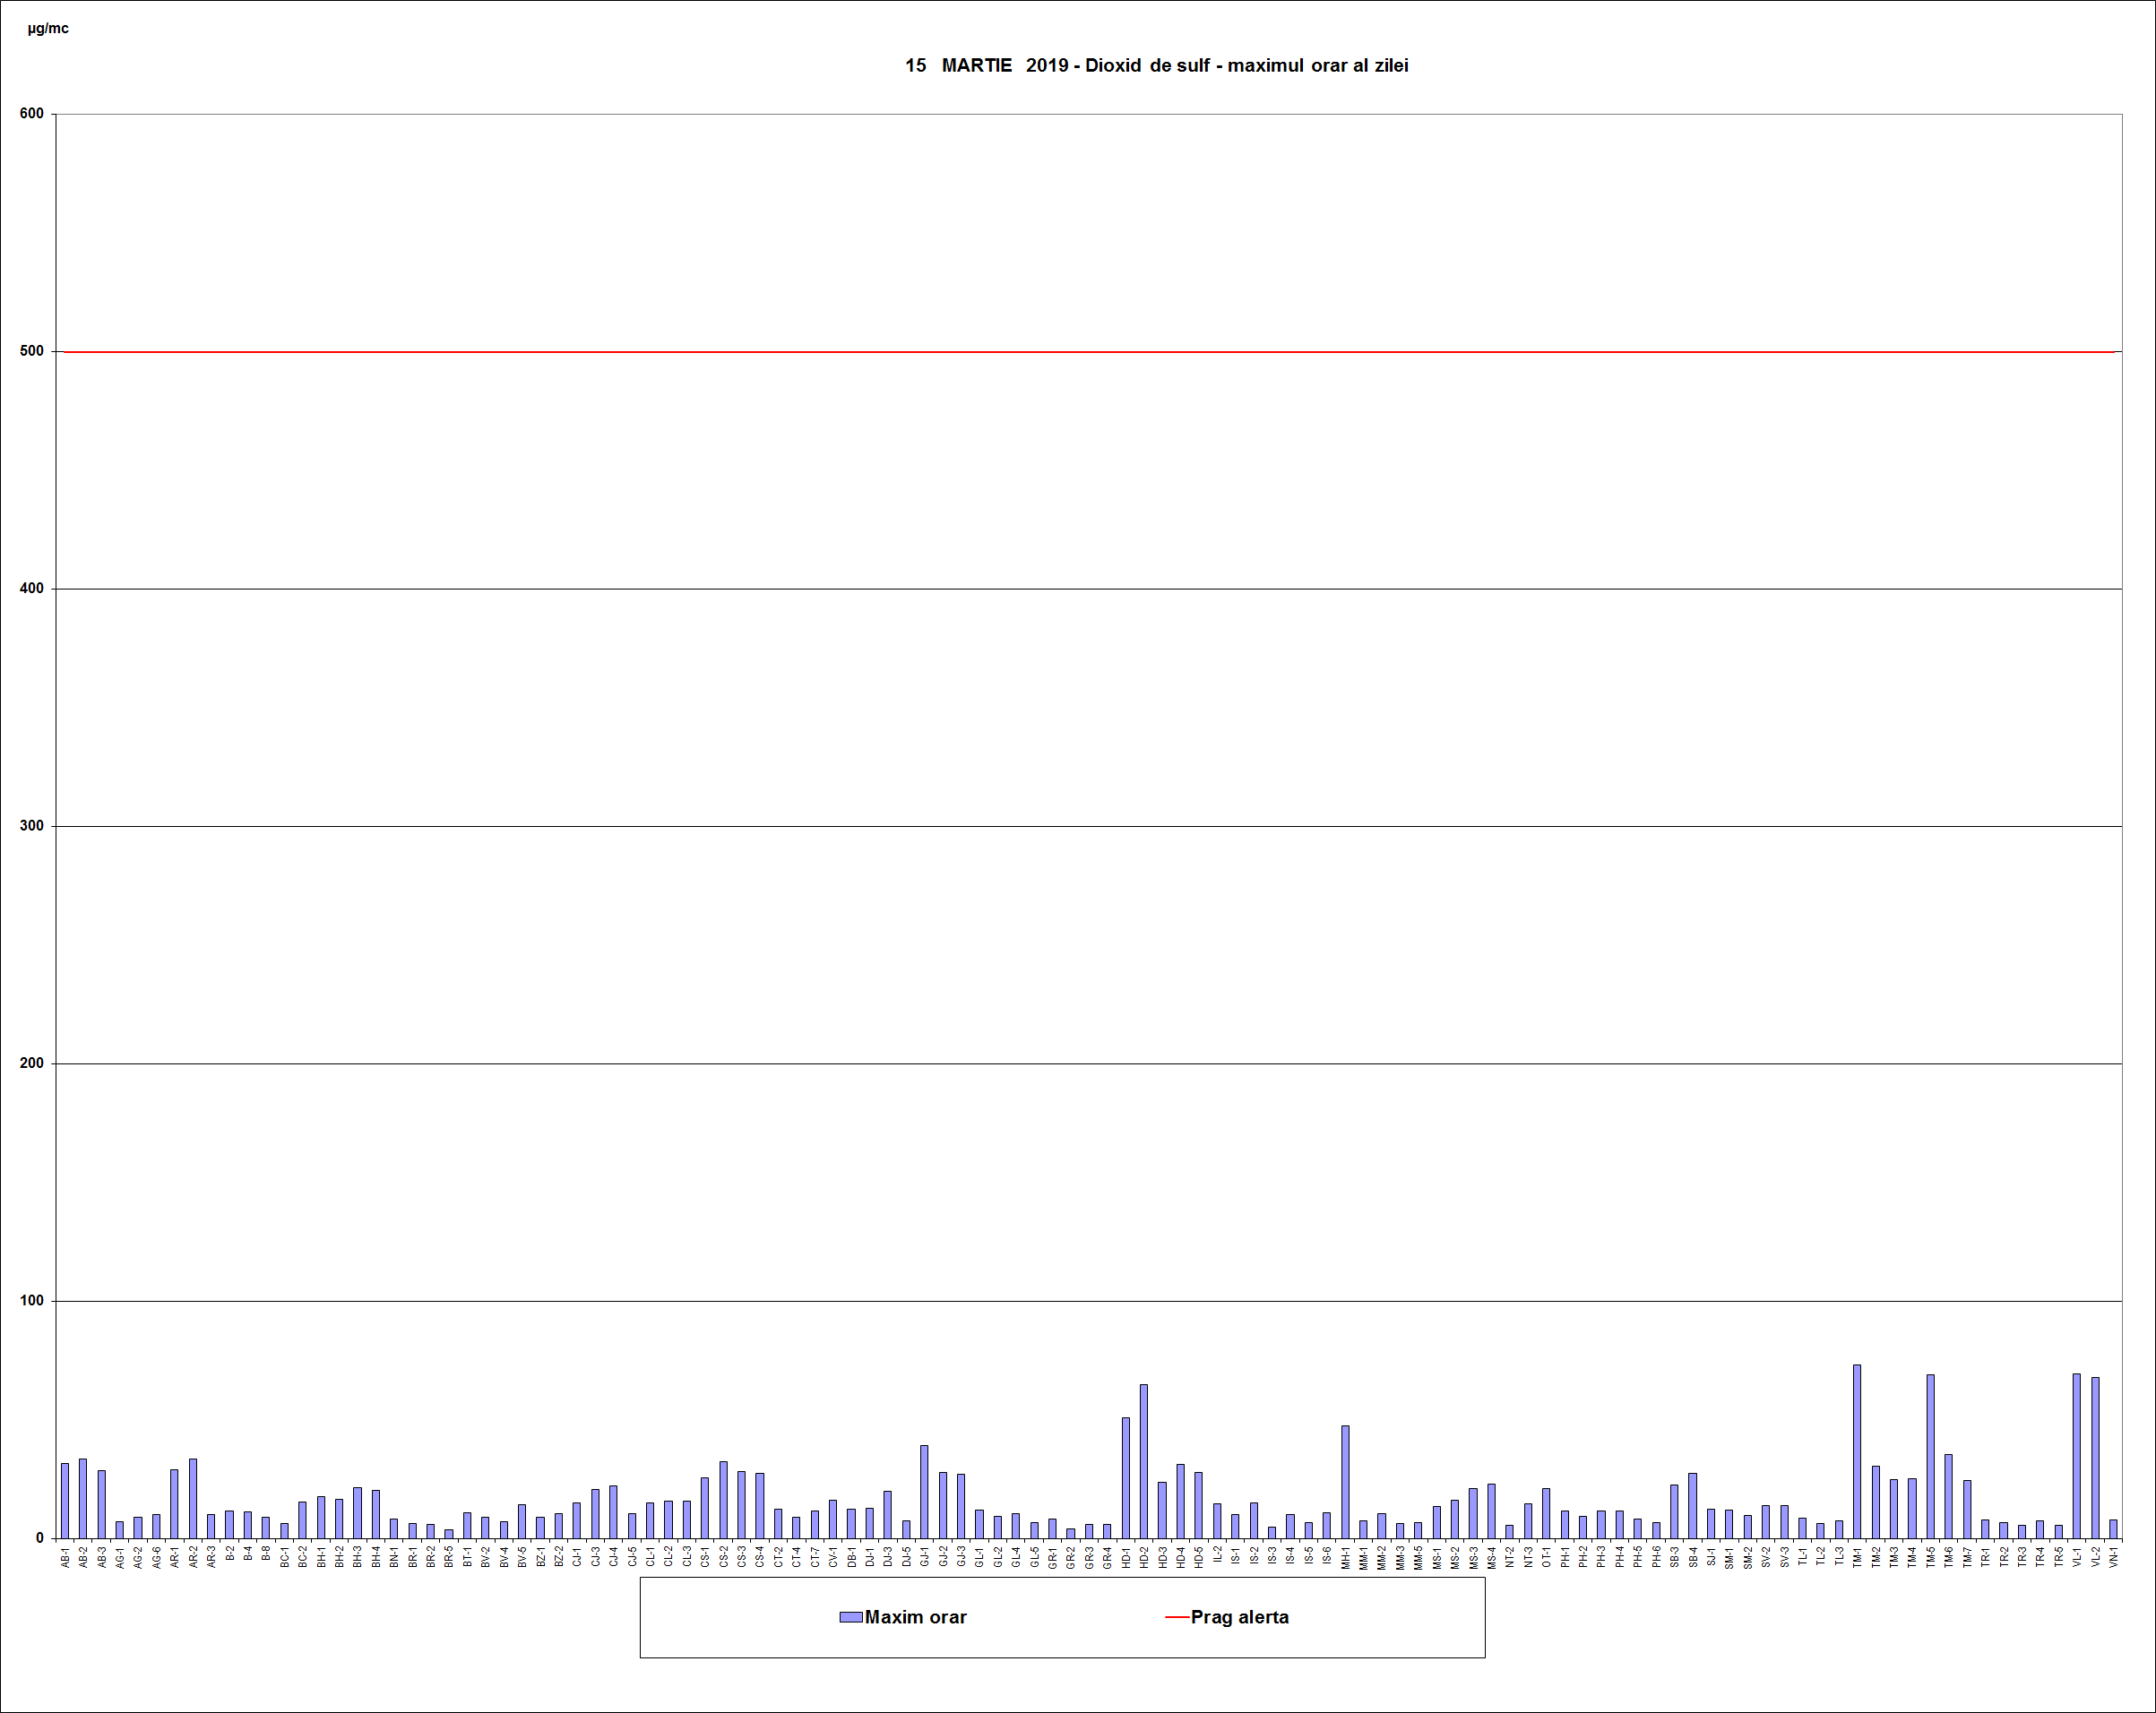 µg/mc
15 MARTIE 2019 - Dioxid de sulf - maximul orar al zilei
600
500
400
300
200
100
0
AB-1 AB-2 AB-3 AG-1 AG-2 AG-6 AR-1 AR-2 AR-3 B-2 B-4 B-8 BC-1 BC-2 BH-1 BH-2 BH-3 BH-4 BN-1 BR-1 BR-2 BR-5 BT-1 BV-2 BV-4 BV-5 BZ-1 BZ-2 CJ-1 CJ-3 CJ-4 CJ-5 CL-1 CL-2 CL-3 CS-1 CS-2 CS-3 CS-4 CT-2 CT-4 CT-7 CV-1 DB-1 DJ-1 DJ-3 DJ-5 GJ-1 GJ-2 GJ-3 GL-1 GL-2 GL-4 GL-5 GR-1 GR-2 GR-3 GR-4 HD-1 HD-2 HD-3 HD-4 HD-5 IL-2 IS-1 IS-2 IS-3 IS-4 IS-5 IS-6 MH-1 MM-1 MM-2 MM-3 MM-5 MS-1 MS-2 MS-3 MS-4 NT-2 NT-3 OT-1 PH-1 PH-2 PH-3 PH-4 PH-5 PH-6 SB-3 SB-4 SJ-1 SM-1 SM-2 SV-2 SV-3 TL-1 TL-2 TL-3 TM-1 TM-2 TM-3 TM-4 TM-5 TM-6 TM-7 TR-1 TR-2 TR-3 TR-4 TR-5 VL-1 VL-2 VN-1
Maxim orar Prag alerta